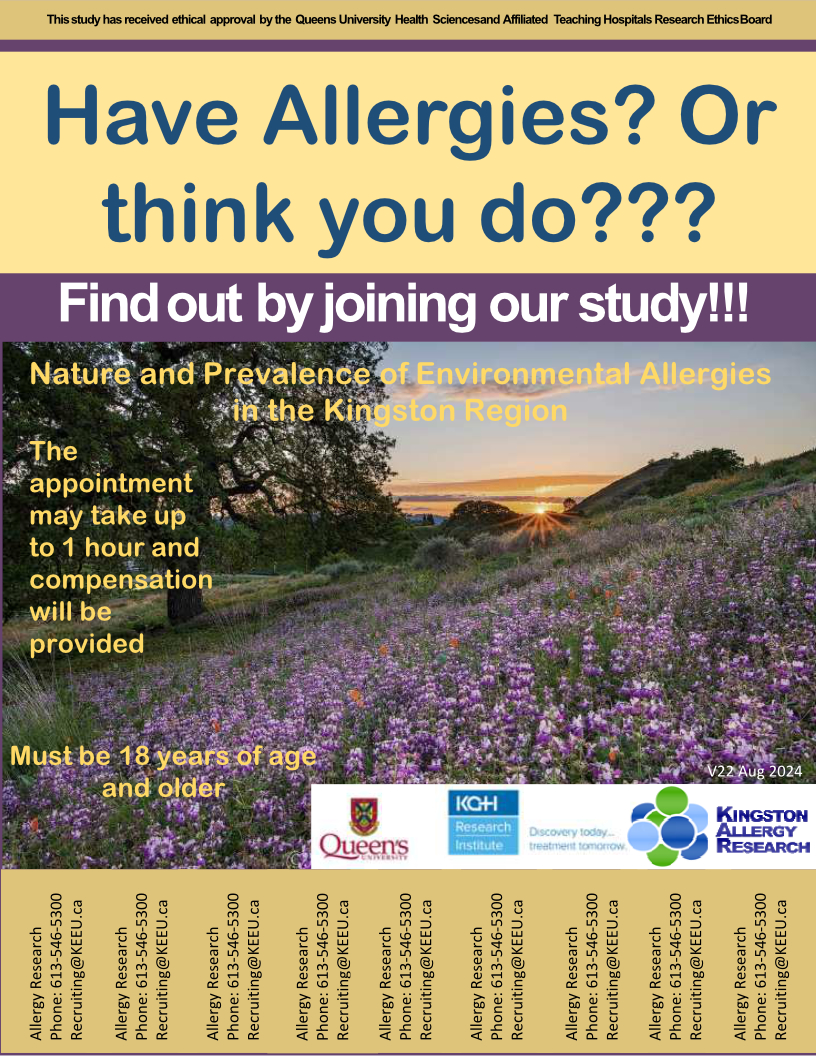 This study has received ethical approval by the Queens University Health Sciencesand Affiliated Teaching Hospitals Research Ethics Board
Have Allergies? Or
think you do???
Find out by joining our study!!!
Nature and Prevalence of Environmental Allergies
in the Kingston Region
The
appointment
may take up
to 1 hour and
compensation
will be
provided
Must be 18 years of age
and older
V22 Aug 2024
©
Queen's
UNIVERSITY
KGH
Research
Institute
Discovery today...
treatment tomorrow.
KINGSTON
ALLERGY
RESEARCH
Allergy Research
Phone: 613-546-5300
Recruiting@KEEU.ca
Allergy Research
Phone: 613-546-5300
Recruiting@KEEU.ca
Allergy Research
Phone: 613-546-5300
Recruiting@KEEU.ca
Allergy Research
Phone: 613-546-5300
Recruiting@KEEU.ca
Allergy Research
Phone: 613-546-5300
Recruiting@KEEU.ca
Allergy Research
Phone: 613-546-5300
Recruiting@KEEU.ca
Allergy Research
Phone: 613-546-5300
Recruiting@KEEU.ca
Allergy Research
Phone: 613-546-5300
Recruiting@KEEU.ca
Allergy Research
Phone: 613-546-5300
Recruiting@KEEU.ca